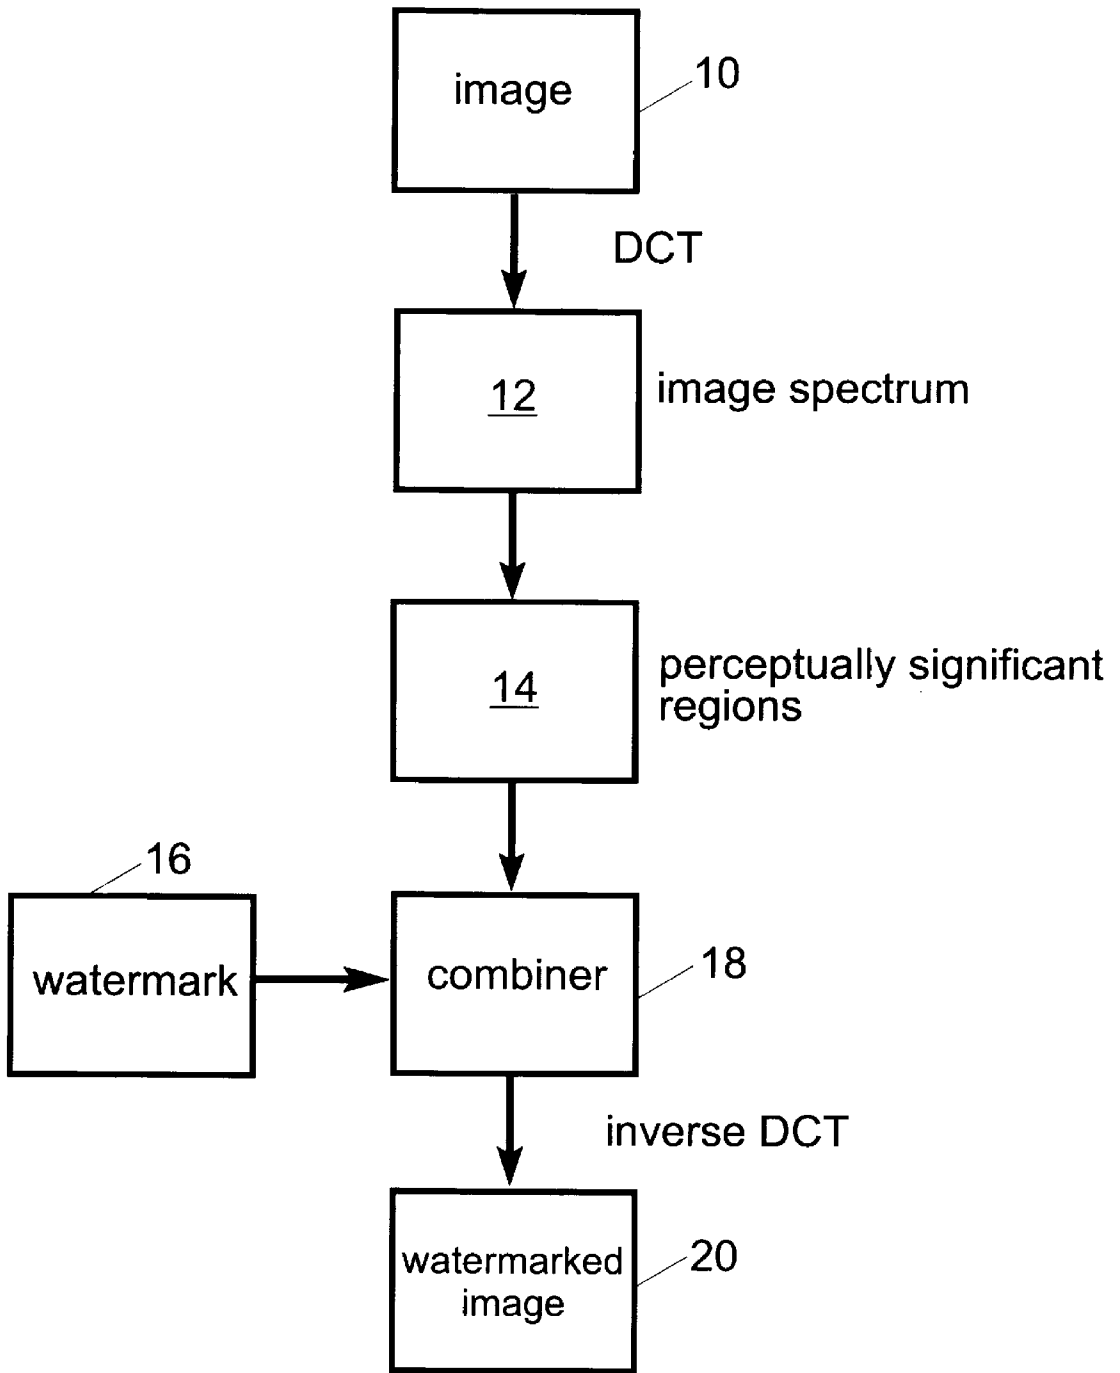 image
10
DCT
12
image spectrum
14
perceptually significant
regions
16
watermark
combiner
18
inverse DCT
watermarked
image
20